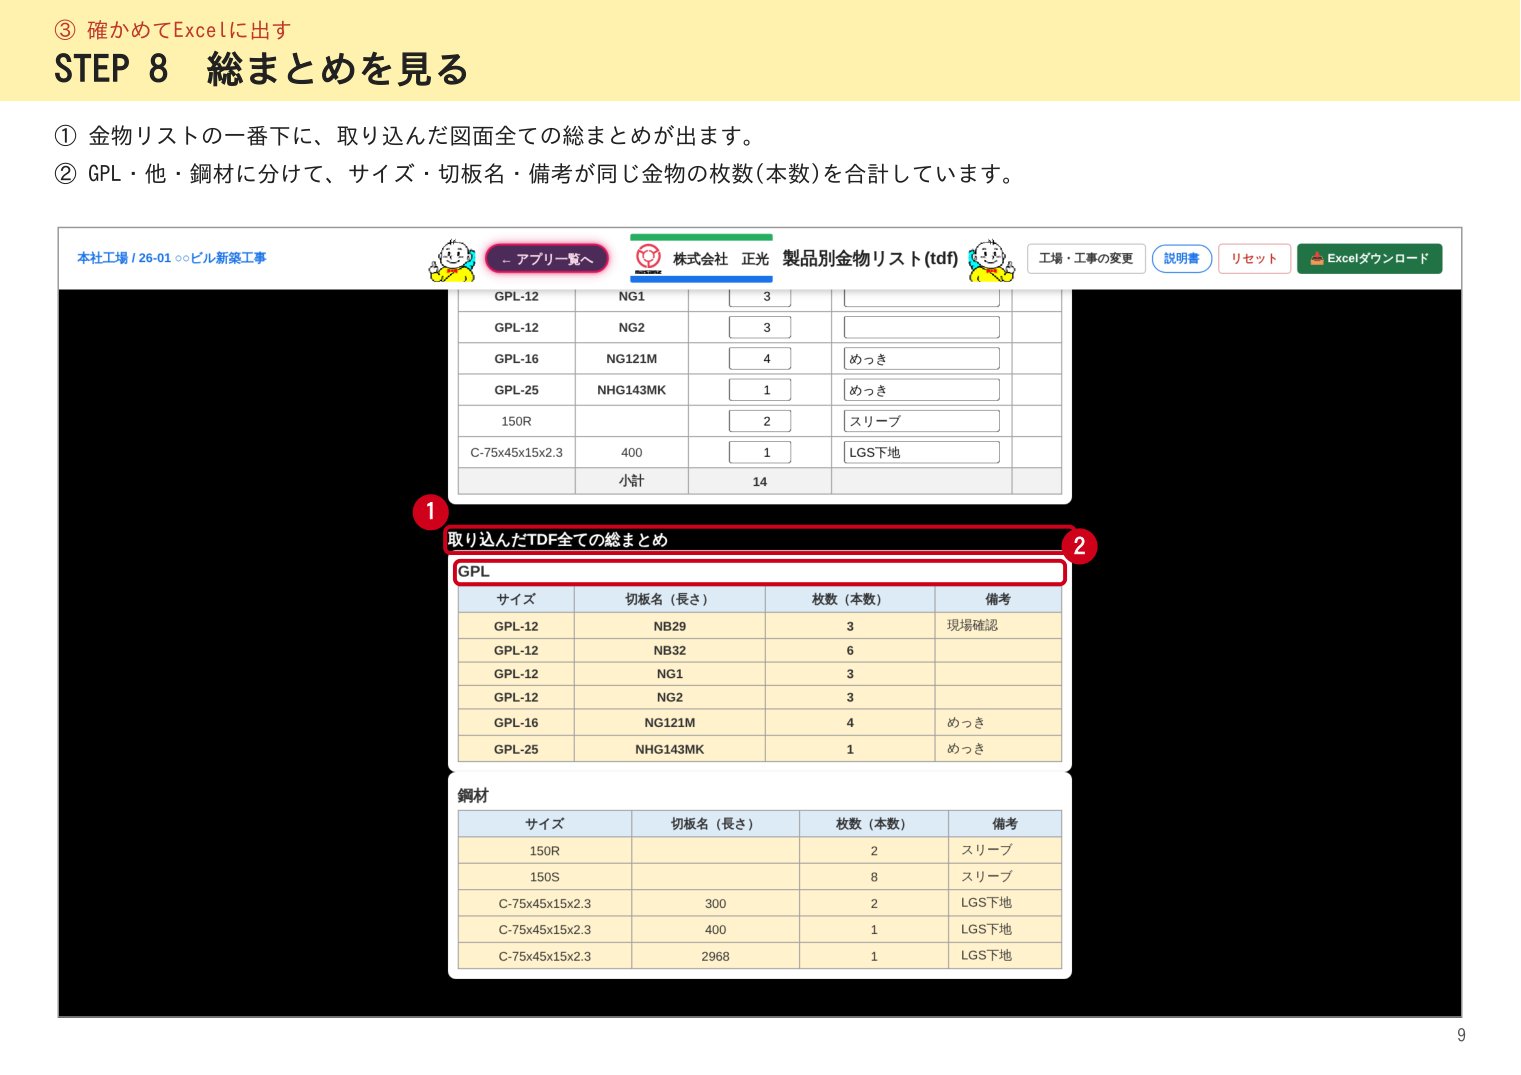 ③ 確かめてExcelに出す
STEP 8　総まとめを見る
① 金物リストの一番下に、取り込んだ図面全ての総まとめが出ます。
② GPL・他・鋼材に分けて、サイズ・切板名・備考が同じ金物の枚数(本数)を合計しています。
本社工場 / 26-01 ○○ビル新築工事 ← アプリ一覧へ 株式会社 正光 製品別金物リスト(tdf) 工場・工事の変更 説明書 リセット Excelダウンロード
GPL-12 NG1 3
GPL-12 NG2 3
GPL-16 NG121M 4 めっき
GPL-25 NHG143MK 1 めっき
150R 2 スリーブ
C-75x45x15x2.3 400 1 LGS下地
小計 14
1
取り込んだTDF全ての総まとめ
2
GPL
サイズ 切板名（長さ） 枚数（本数） 備考
GPL-12 NB29 3 現場確認
GPL-12 NB32 6
GPL-12 NG1 3
GPL-12 NG2 3
GPL-16 NG121M 4 めっき
GPL-25 NHG143MK 1 めっき
鋼材
サイズ 切板名（長さ） 枚数（本数） 備考
150R 2 スリーブ
150S 8 スリーブ
C-75x45x15x2.3 300 2 LGS下地
C-75x45x15x2.3 400 1 LGS下地
C-75x45x15x2.3 2968 1 LGS下地
9